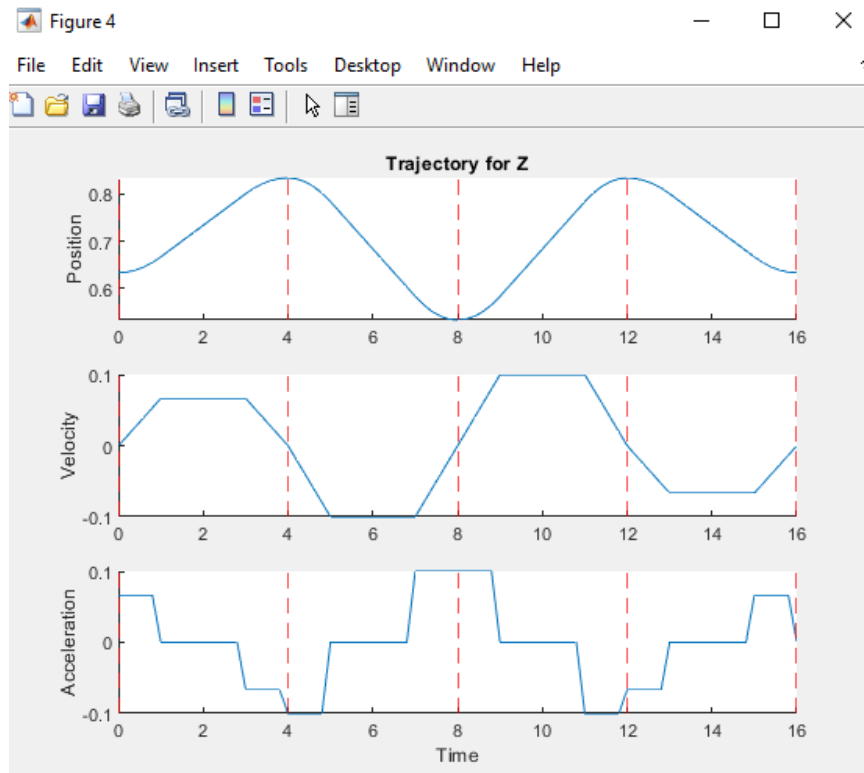 Figure 4
File Edit View Insert Tools Desktop Window Help
Trajectory for Z
Position
0.8
0.7
0.6
0 2 4 6 8 10 12 14 16
Velocity
0.1
0
-0.1
0 2 4 6 8 10 12 14 16
Acceleration
0.1
0
-0.1
0 2 4 6 8 10 12 14 16
Time